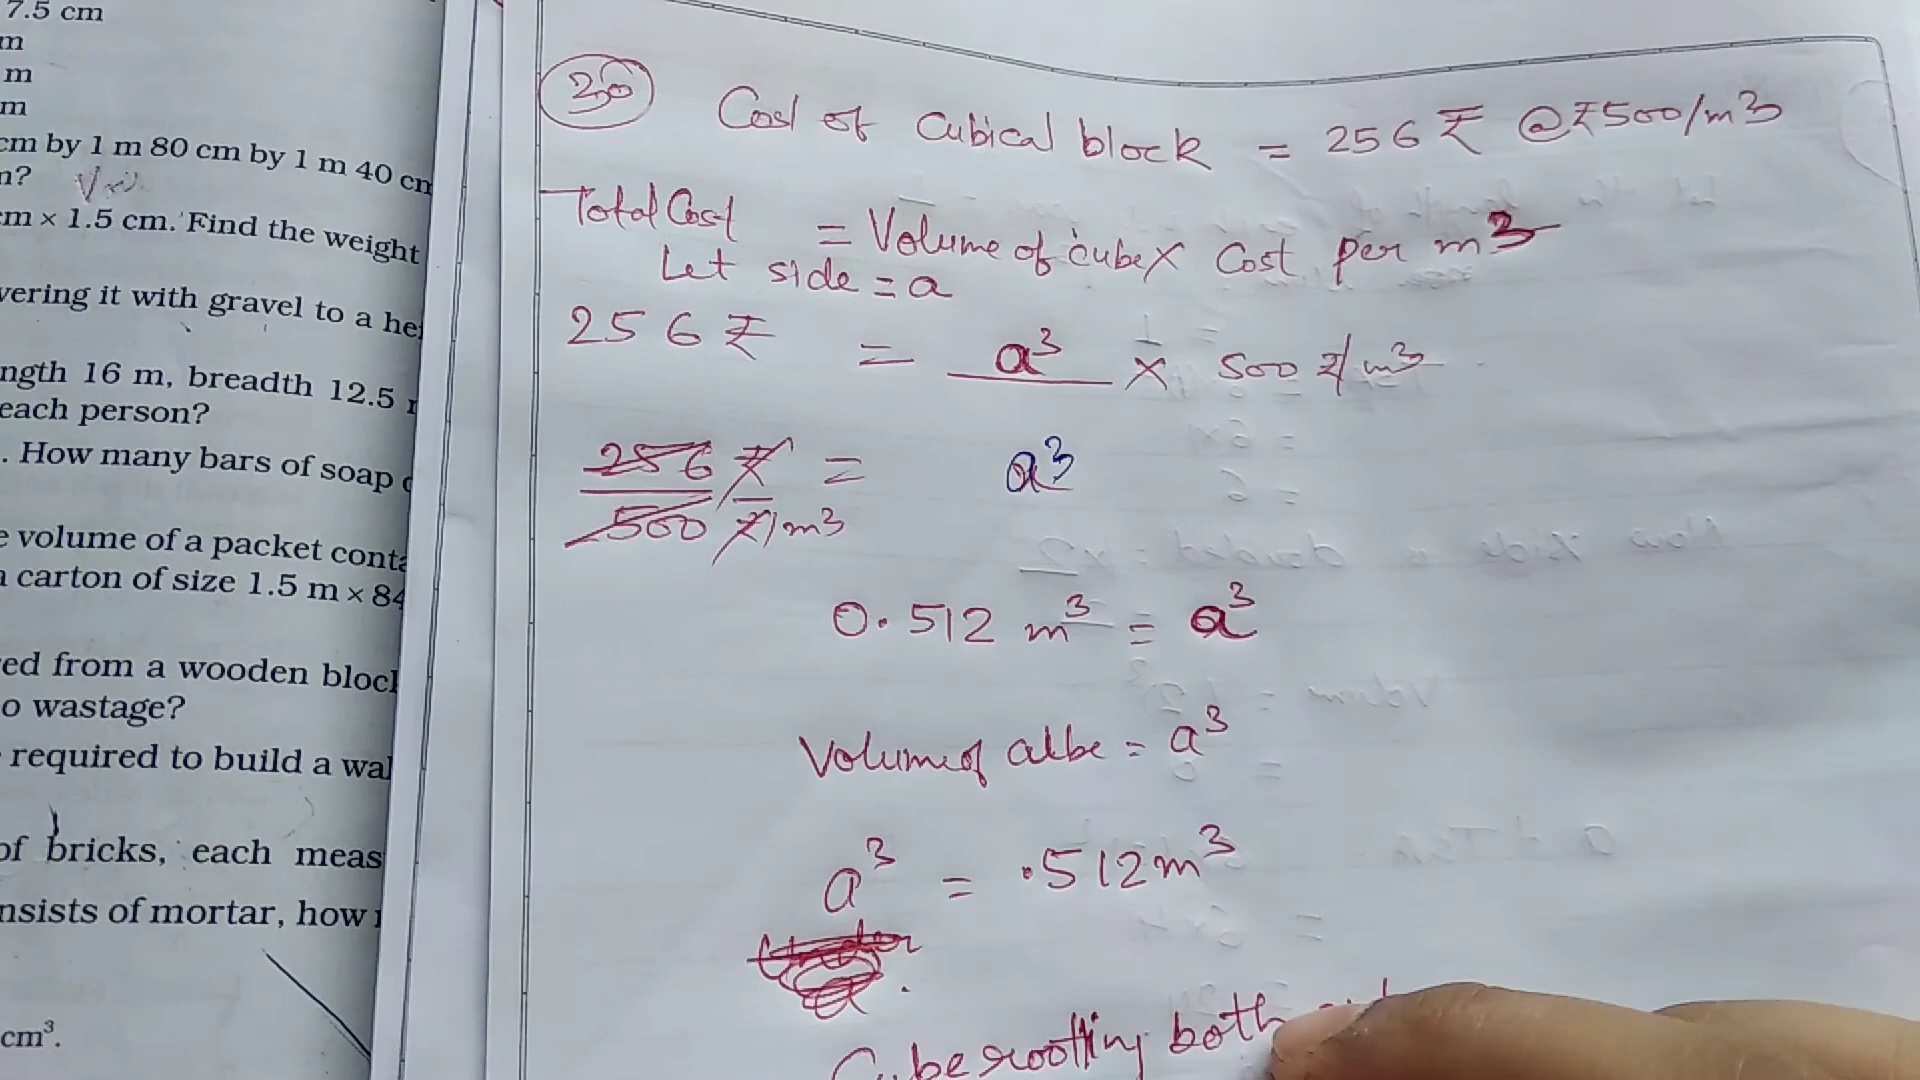 7.5 cm
m
m
m
cm by 1 m 80 cm by 1 m 40 cm
n?
cm × 1.5 cm. Find the weight
vering it with gravel to a hei
ngth 16 m, breadth 12.5 m
each person?
. How many bars of soap c
e volume of a packet conta
a carton of size 1.5 m × 84
red from a wooden block
o wastage?
required to build a wal
of bricks, each meas
nsists of mortar, how
cm³.
30 Cost of Cubical block = 256 ₹ @ ₹500/m³
Total Cost = Volume of cube × Cost per m³
Let side = a
256 ₹ = a³ × 500 ₹/m³
256 ₹ = a³
500 ₹/m³
0.512 m³ = a³
Volume of cube = a³
a³ = .512m³
Cube rootting both